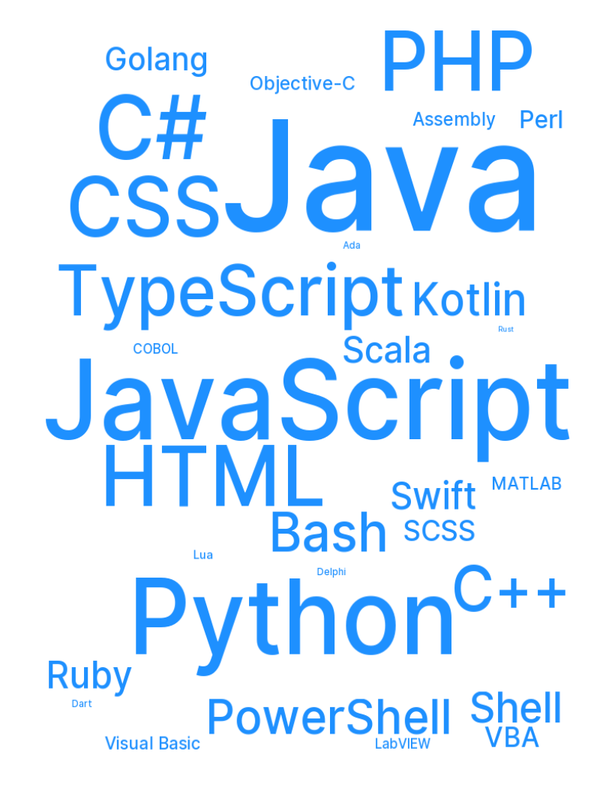 PHP
Golang
Objective-C
C#
Assembly
Perl
Java
CSS
Ada
TypeScript
Kotlin
Rust
COBOL
Scala
JavaScript
HTML
MATLAB
Swift
SCSS
Bash
Lua
Delphi
C++
Python
Ruby
Dart
PowerShell
Shell
VBA
Visual Basic
LabVIEW